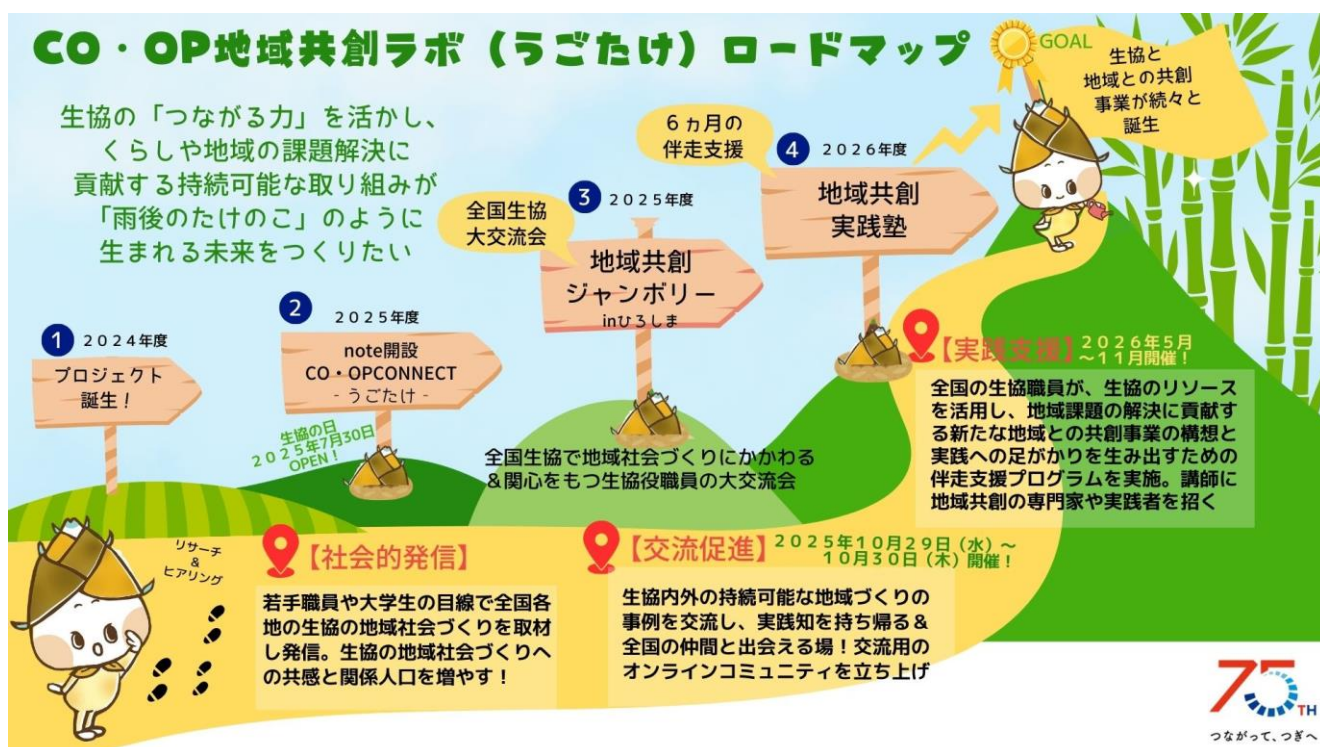 CO・OP地域共創ラボ（うごたけ）ロードマップ
生協の「つながる力」を活かし、
くらしや地域の課題解決に
貢献する持続可能な取り組みが
「雨後のたけのこ」のように
生まれる未来をつくりたい
1 2024年度
プロジェクト
誕生！
2 2025年度
note開設
CO・OPCONNECT
- うごたけ -
生協の日
2025年7月30日
OPEN！
3 2025年度
全国生協
大交流会
地域共創
ジャンボリー
inひろしま
全国生協で地域社会づくりにかかわる
＆関心をもつ生協役職員の大交流会
4 2026年度
6ヵ月の
伴走支援
地域共創
実践塾
GOAL
生協と
地域との共創
事業が続々と
誕生
リサーチ
&
ヒアリング
【社会的発信】
若手職員や大学生の目線で全国各
地の生協の地域社会づくりを取材
し発信。生協の地域社会づくりへ
の共感と関係人口を増やす！
【交流促進】
2025年10月29日（水）～
10月30日（木）開催！
生協内外の持続可能な地域づくりの
事例を交流し、実践知を持ち帰る＆
全国の仲間と出会える場！交流用の
オンラインコミュニティを立ち上げ
【実践支援】
2026年5月
～11月開催！
全国の生協職員が、生協のリソース
を活用し、地域課題の解決に貢献す
る新たな地域との共創事業の構想と
実践への足がかりを生み出すための
伴走支援プログラムを実施。講師に
地域共創の専門家や実践者を招く
75TH
つながって、つぎへ